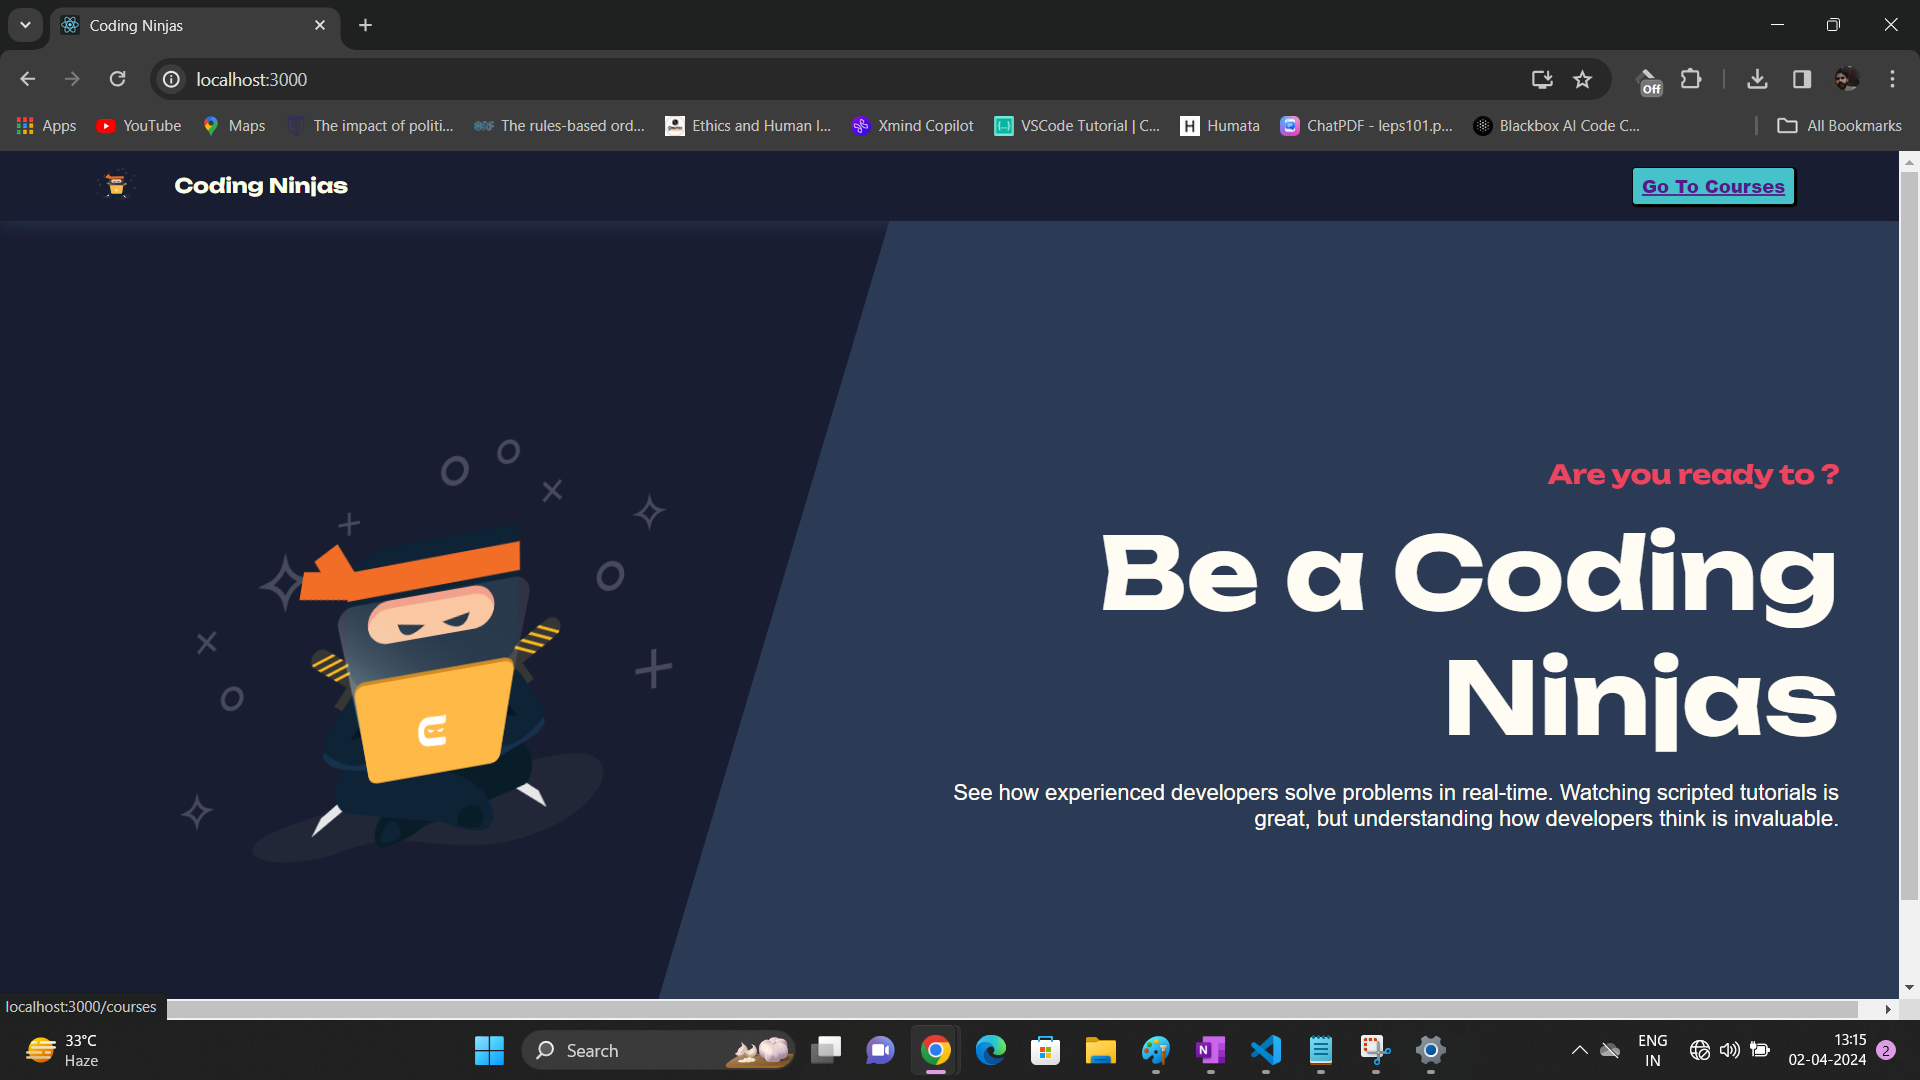 Coding Ninjas
localhost:3000
Off
Apps
YouTube
Maps
The impact of politi...
The rules-based ord...
Ethics and Human I...
Xmind Copilot
VSCode Tutorial | C...
H
Humata
ChatPDF - leps101.p...
Blackbox AI Code C...
All Bookmarks
Coding Ninjas
Go To Courses
Are you ready to ?
Be a Coding
Ninjas
See how experienced developers solve problems in real-time. Watching scripted tutorials is
great, but understanding how developers think is invaluable.
localhost:3000/courses
33°C
Haze
Search
ENG
IN
13:15
02-04-2024
2